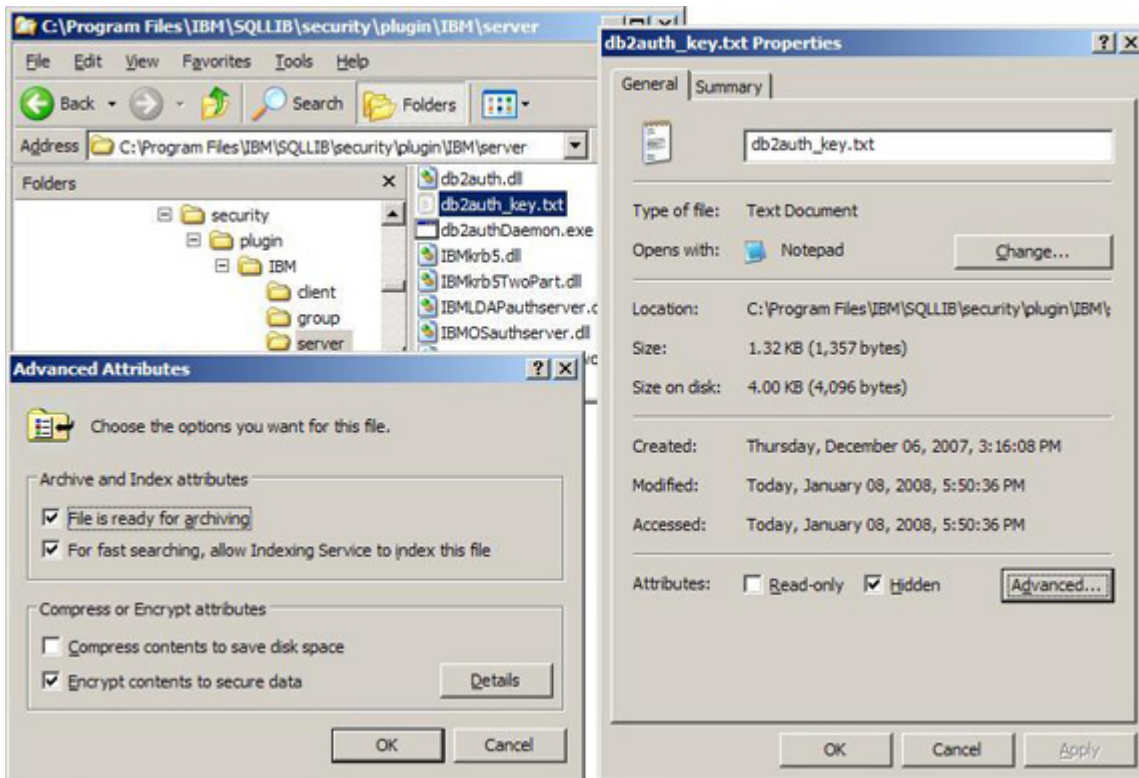 C:\Program Files\IBM\SQLLIB\security\plugin\IBM\server
File Edit View Favorites Tools Help
Back Search Folders
Address C:\Program Files\IBM\SQLLIB\security\plugin\IBM\server
Folders
security
plugin
IBM
client
group
server
db2auth.dll
db2auth_key.txt
db2authDaemon.exe
IBMkrb5.dll
IBMkrb5TwoPart.dll
IBMLDAPauthserver.
IBMOSauthserver.dll
Advanced Attributes
Choose the options you want for this file.
Archive and Index attributes
File is ready for archiving
For fast searching, allow Indexing Service to index this file
Compress or Encrypt attributes
Compress contents to save disk space
Encrypt contents to secure data
Details
OK Cancel
db2auth_key.txt Properties
General Summary
db2auth_key.txt
Type of file: Text Document
Opens with: Notepad Change...
Location: C:\Program Files\IBM\SQLLIB\security\plugin\IBM\
Size: 1.32 KB (1,357 bytes)
Size on disk: 4.00 KB (4,096 bytes)
Created: Thursday, December 06, 2007, 3:16:08 PM
Modified: Today, January 08, 2008, 5:50:36 PM
Accessed: Today, January 08, 2008, 5:50:36 PM
Attributes: Read-only Hidden Advanced...
OK Cancel Apply